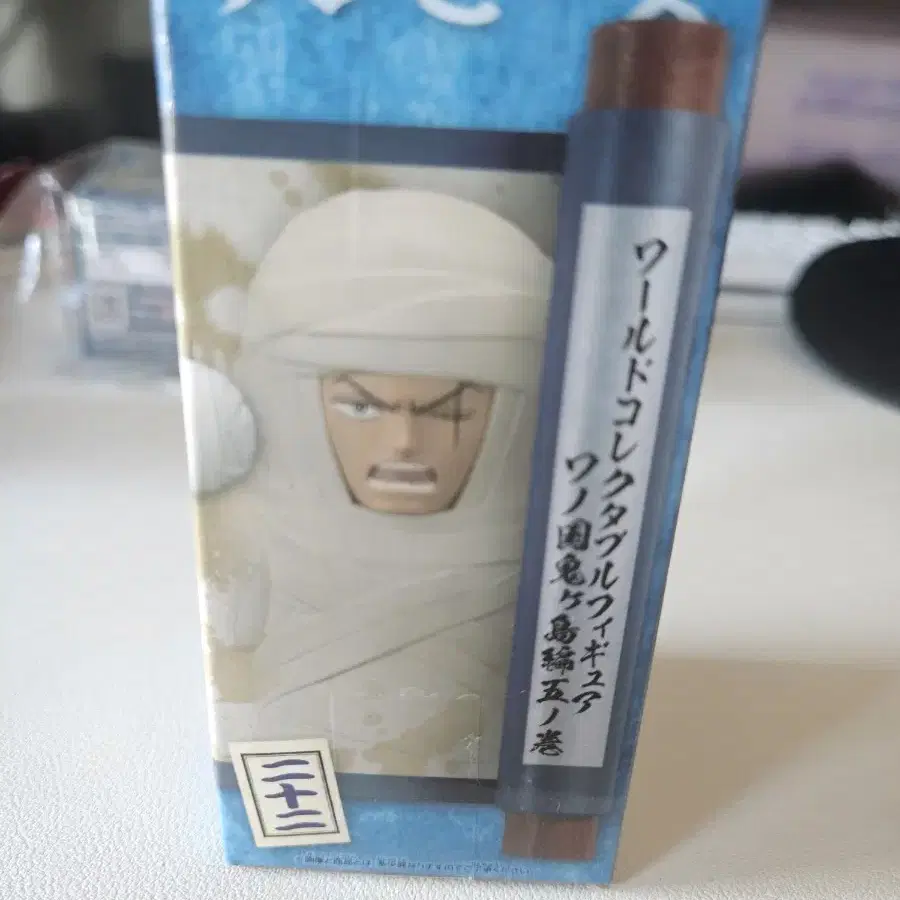 ワールドコレクタブルフィギュア
ワノ国鬼ヶ島編五ノ巻
二十二